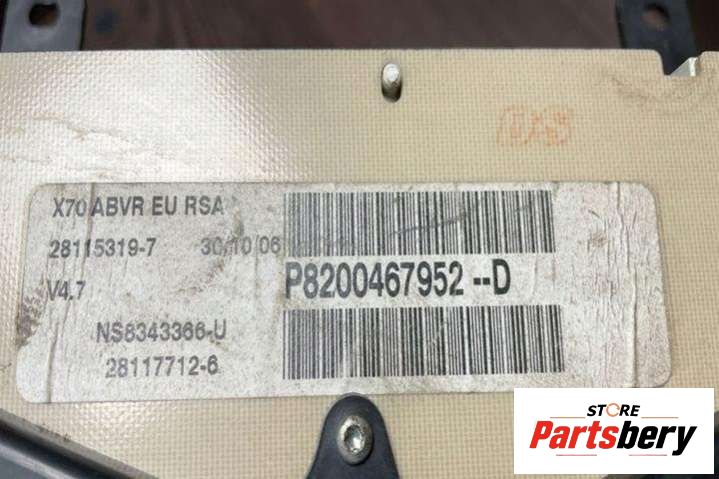 X70 ABVR EU RSA
28115319-7 30/10 06
V4.7
P8200467952 --D
NS8343366-U
28117712-6
STORE
Partsbery